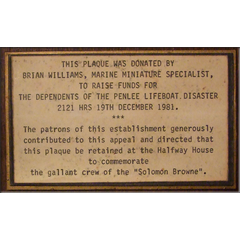 THIS PLAQUE WAS DONATED BY
BRIAN WILLIAMS, MARINE MINIATURE SPECIALIST,
TO RAISE FUNDS FOR
THE DEPENDENTS OF THE PENLEE LIFEBOAT DISASTER
2121 HRS 19TH DECEMBER 1981.
***
The patrons of this establishment generously
contributed to this appeal and directed that
this plaque be retained at the Halfway House
to commemorate
the gallant crew of the "Solomon Browne".